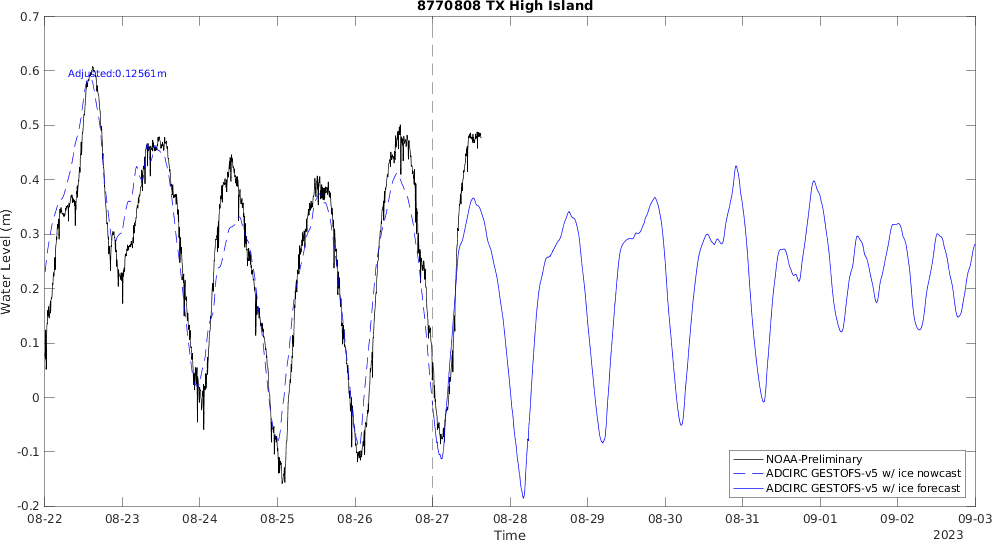 8770808 TX High Island
0.7
0.6
0.5
0.4
0.3
0.2
0.1
0
-0.1
-0.2
Water Level (m)
Adjusted:0.12561m
NOAA-Preliminary
ADCIRC GESTOFS-v5 w/ ice nowcast
ADCIRC GESTOFS-v5 w/ ice forecast
08-22 08-23 08-24 08-25 08-26 08-27 08-28 08-29 08-30 08-31 09-01 09-02 09-03
Time
2023